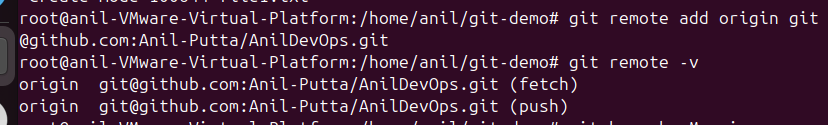 root@anil-VMware-Virtual-Platform:/home/anil/git-demo# git remote add origin git
@github.com:Anil-Putta/AnilDevOps.git
root@anil-VMware-Virtual-Platform:/home/anil/git-demo# git remote -v
origin  git@github.com:Anil-Putta/AnilDevOps.git (fetch)
origin  git@github.com:Anil-Putta/AnilDevOps.git (push)